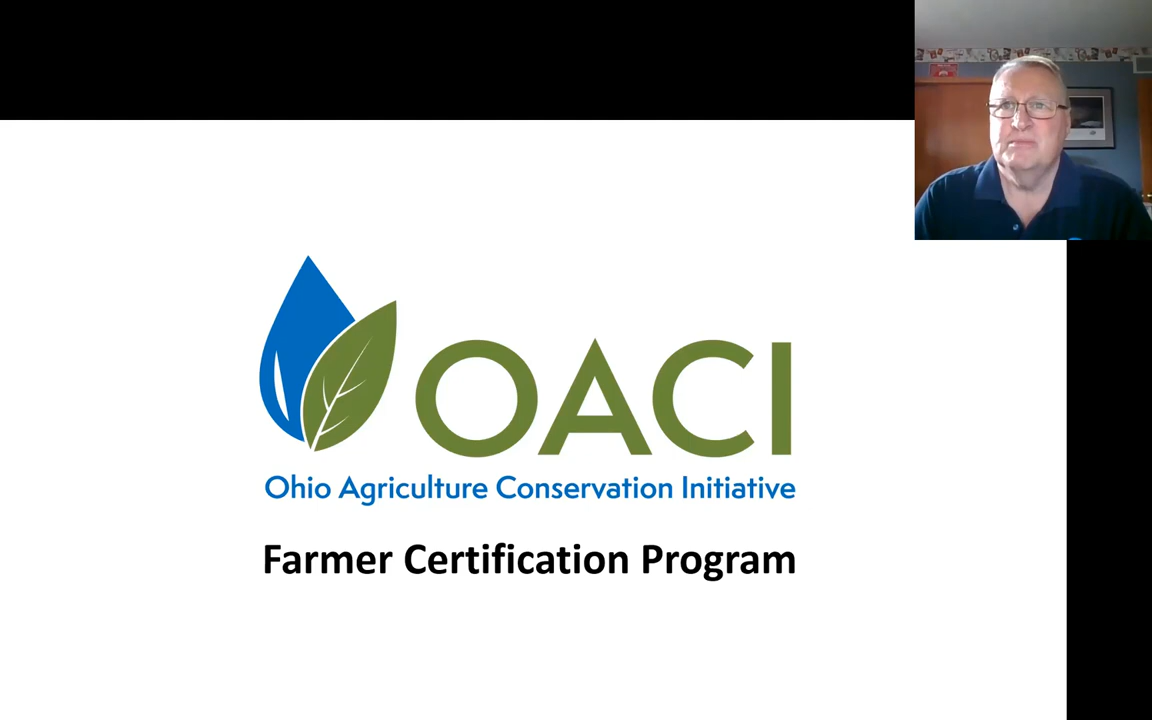 OACI
Ohio Agriculture Conservation Initiative
Farmer Certification Program